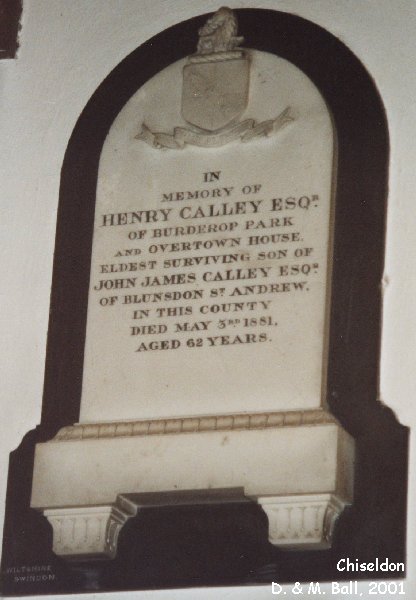 IN
MEMORY OF
HENRY CALLEY ESQR.
OF BURDEROP PARK
AND OVERTOWN HOUSE.
ELDEST SURVIVING SON OF
JOHN JAMES CALLEY ESQR.
OF BLUNSDON ST. ANDREW,
IN THIS COUNTY
DIED MAY 3RD 1881,
AGED 62 YEARS.
WILTSHIRE
SWINDON.
Chiseldon
D. & M. Ball, 2001